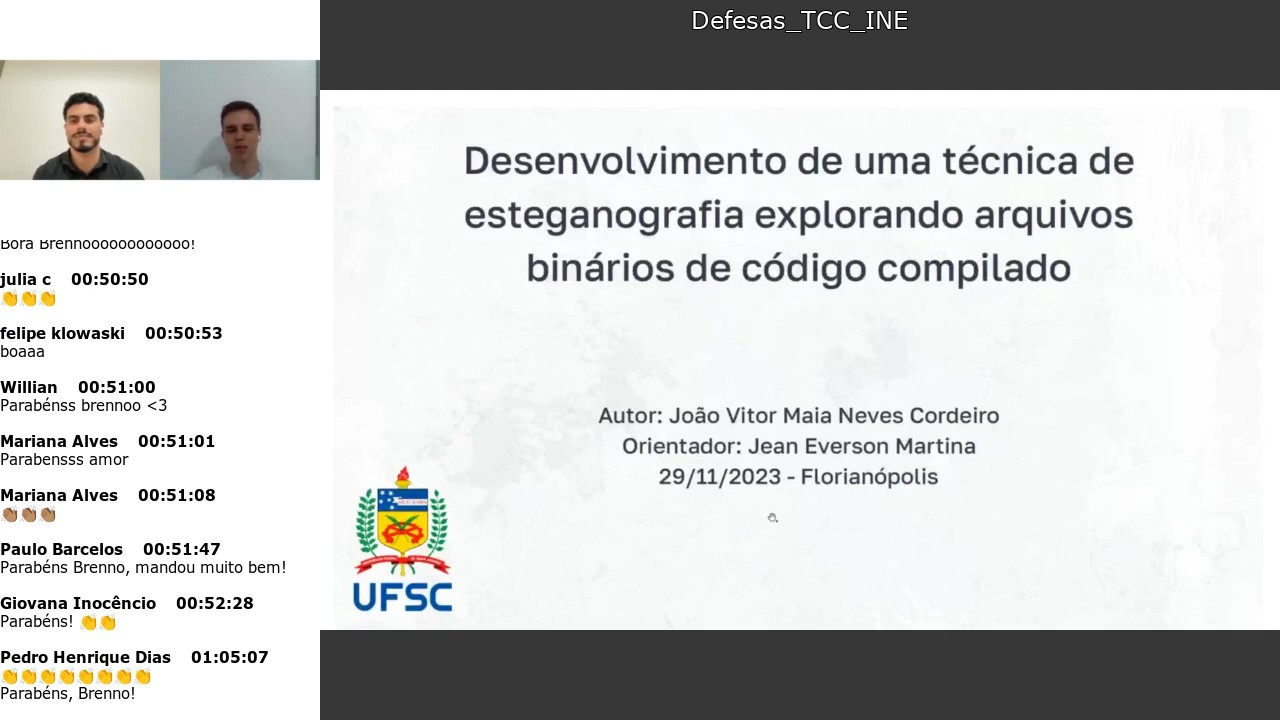 Defesas_TCC_INE
Bora Brennoooooooooooo!
julia c 00:50:50
👏👏👏
felipe klowaski 00:50:53
boaaa
Willian 00:51:00
Parabénss brennoo <3
Mariana Alves 00:51:01
Parabensss amor
Mariana Alves 00:51:08
👏🏽👏🏽👏🏽
Paulo Barcelos 00:51:47
Parabéns Brenno, mandou muito bem!
Giovana Inocêncio 00:52:28
Parabéns! 👏👏
Pedro Henrique Dias 01:05:07
👏👏👏👏👏👏👏👏
Parabéns, Brenno!
Desenvolvimento de uma técnica de
esteganografia explorando arquivos
binários de código compilado
Autor: João Vitor Maia Neves Cordeiro
Orientador: Jean Everson Martina
29/11/2023 - Florianópolis
UFSC